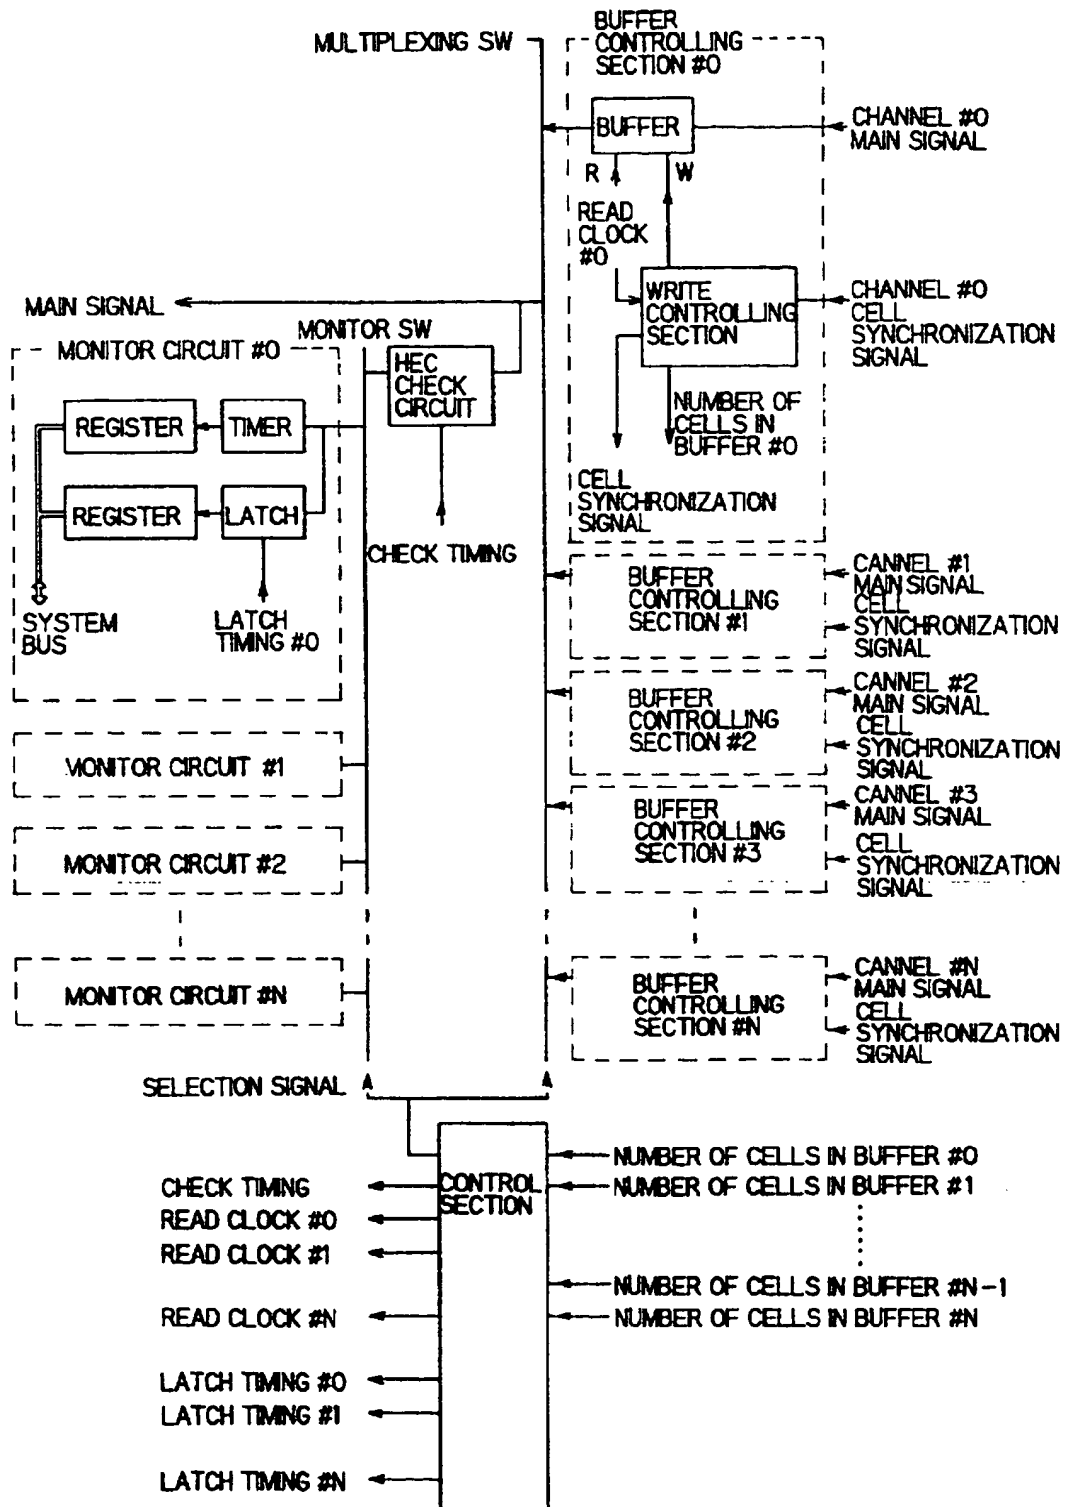 MULTIPLEXING SW
BUFFER
CONTROLLING
SECTION #0
BUFFER
CHANNEL #0
MAIN SIGNAL
R
W
READ
CLOCK
#0
WRITE
CONTROLLING
SECTION
CHANNEL #0
CELL
SYNCHRONIZATION
SIGNAL
MAIN SIGNAL
MONITOR SW
MONITOR CIRCUIT #0
HEC
CHECK
CIRCUIT
REGISTER
TIMER
NUMBER OF
CELLS IN
BUFFER #0
REGISTER
LATCH
CELL
SYNCHRONIZATION
SIGNAL
CHECK TIMING
SYSTEM
BUS
LATCH
TIMING #0
BUFFER
CONTROLLING
SECTION #1
CANNEL #1
MAIN SIGNAL
CELL
SYNCHRONIZATION
SIGNAL
BUFFER
CONTROLLING
SECTION #2
CANNEL #2
MAIN SIGNAL
CELL
SYNCHRONIZATION
SIGNAL
MONITOR CIRCUIT #1
BUFFER
CONTROLLING
SECTION #3
CANNEL #3
MAIN SIGNAL
CELL
SYNCHRONIZATION
SIGNAL
MONITOR CIRCUIT #2
MONITOR CIRCUIT #N
BUFFER
CONTROLLING
SECTION #N
CANNEL #N
MAIN SIGNAL
CELL
SYNCHRONIZATION
SIGNAL
SELECTION SIGNAL
CONTROL
SECTION
NUMBER OF CELLS IN BUFFER #0
NUMBER OF CELLS IN BUFFER #1
NUMBER OF CELLS IN BUFFER #N-1
NUMBER OF CELLS IN BUFFER #N
CHECK TIMING
READ CLOCK #0
READ CLOCK #1
READ CLOCK #N
LATCH TIMING #0
LATCH TIMING #1
LATCH TIMING #N